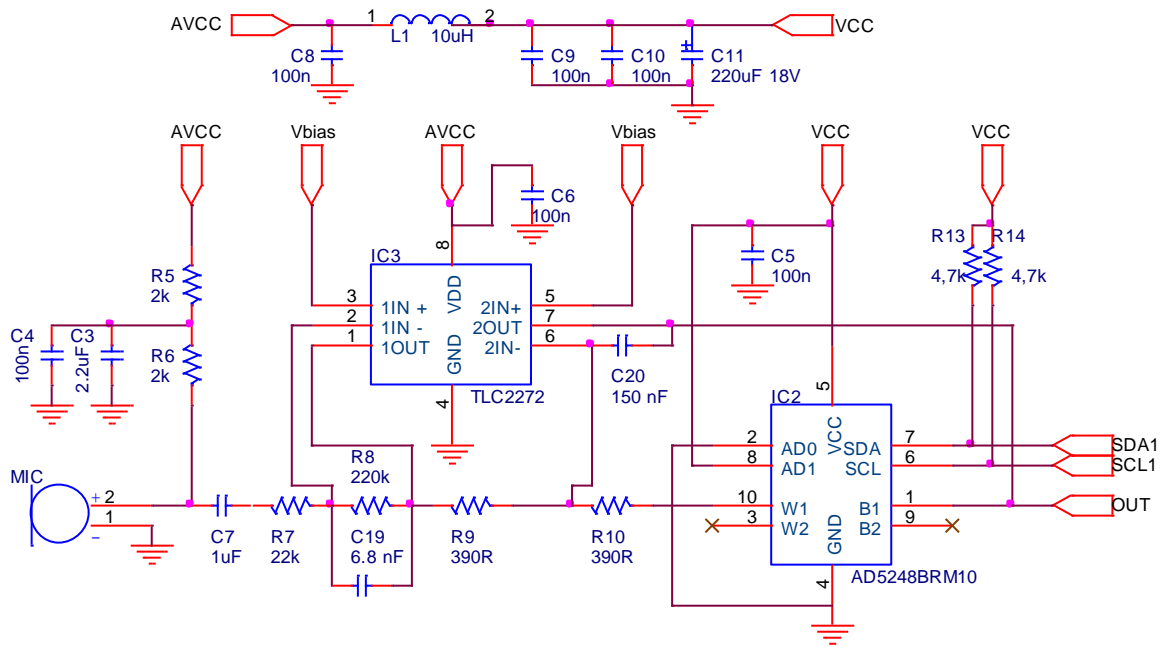 AVCC 1 2 VCC
L1 10uH
C8 100n
C9 100n
C10 100n
C11 220uF 18V
AVCC Vbias AVCC Vbias VCC VCC
C6 100n
R13 4,7k
R14 4,7k
C5 100n
R5 2k
IC3
8
VDD
3 1IN + 2IN+ 5
2 1IN - 2OUT 7
1 1OUT 2IN- 6
GND
4
TLC2272
C4 100n
C3 2.2uF
R6 2k
C20 150 nF
IC2
5
VCC
2 AD0 SDA 7 SDA1
8 AD1 SCL 6 SCL1
10 W1 B1 1 OUT
3 W2 B2 9
GND
4
AD5248BRM10
MIC
+ 2
1
−
C7 1uF
R7 22k
R8 220k
C19 6.8 nF
R9 390R
R10 390R